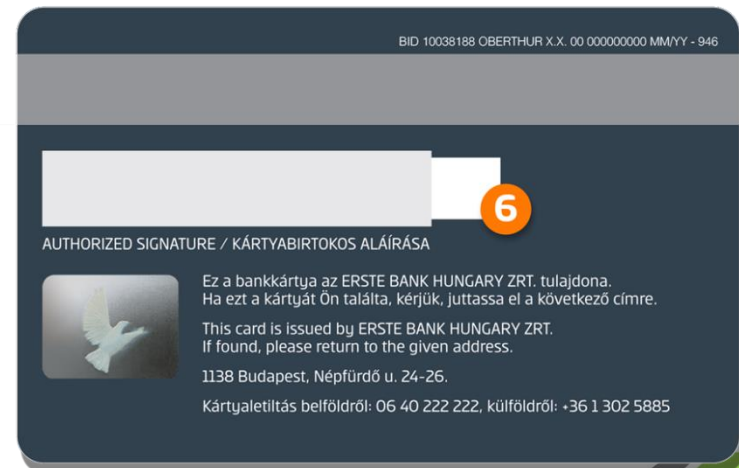 BID 10038188 OBERTHUR X.X. 00 000000000 MM/YY - 946
6
AUTHORIZED SIGNATURE / KÁRTYABIRTOKOS ALÁÍRÁSA
Ez a bankkártya az ERSTE BANK HUNGARY ZRT. tulajdona.
Ha ezt a kártyát Ön találta, kérjük, juttassa el a következő címre.
This card is issued by ERSTE BANK HUNGARY ZRT.
If found, please return to the given address.
1138 Budapest, Népfürdő u. 24-26.
Kártyaletiltás belföldről: 06 40 222 222, külföldről: +36 1 302 5885